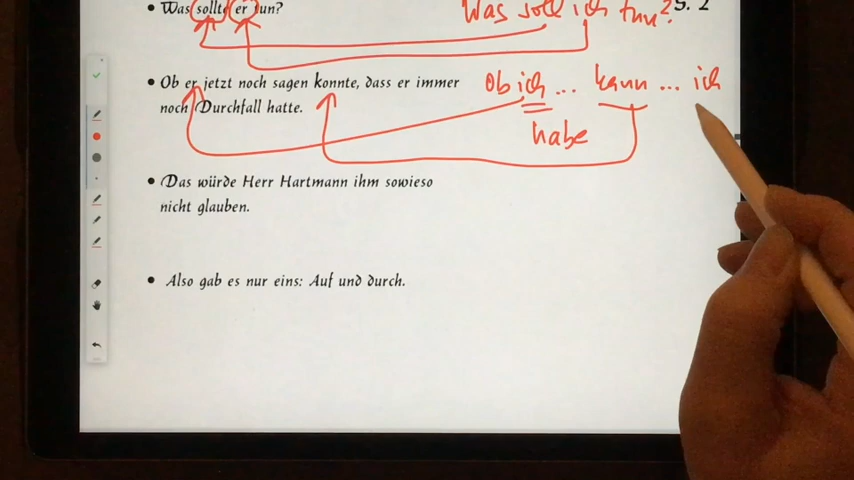 • Was sollte er tun? Was soll ich tun? S. 2
• Ob er jetzt noch sagen konnte, dass er immer
noch Durchfall hatte.
Ob ich ... kann ... ich
habe
• Das würde Herr Hartmann ihm sowieso
nicht glauben.
• Also gab es nur eins: Auf und durch.